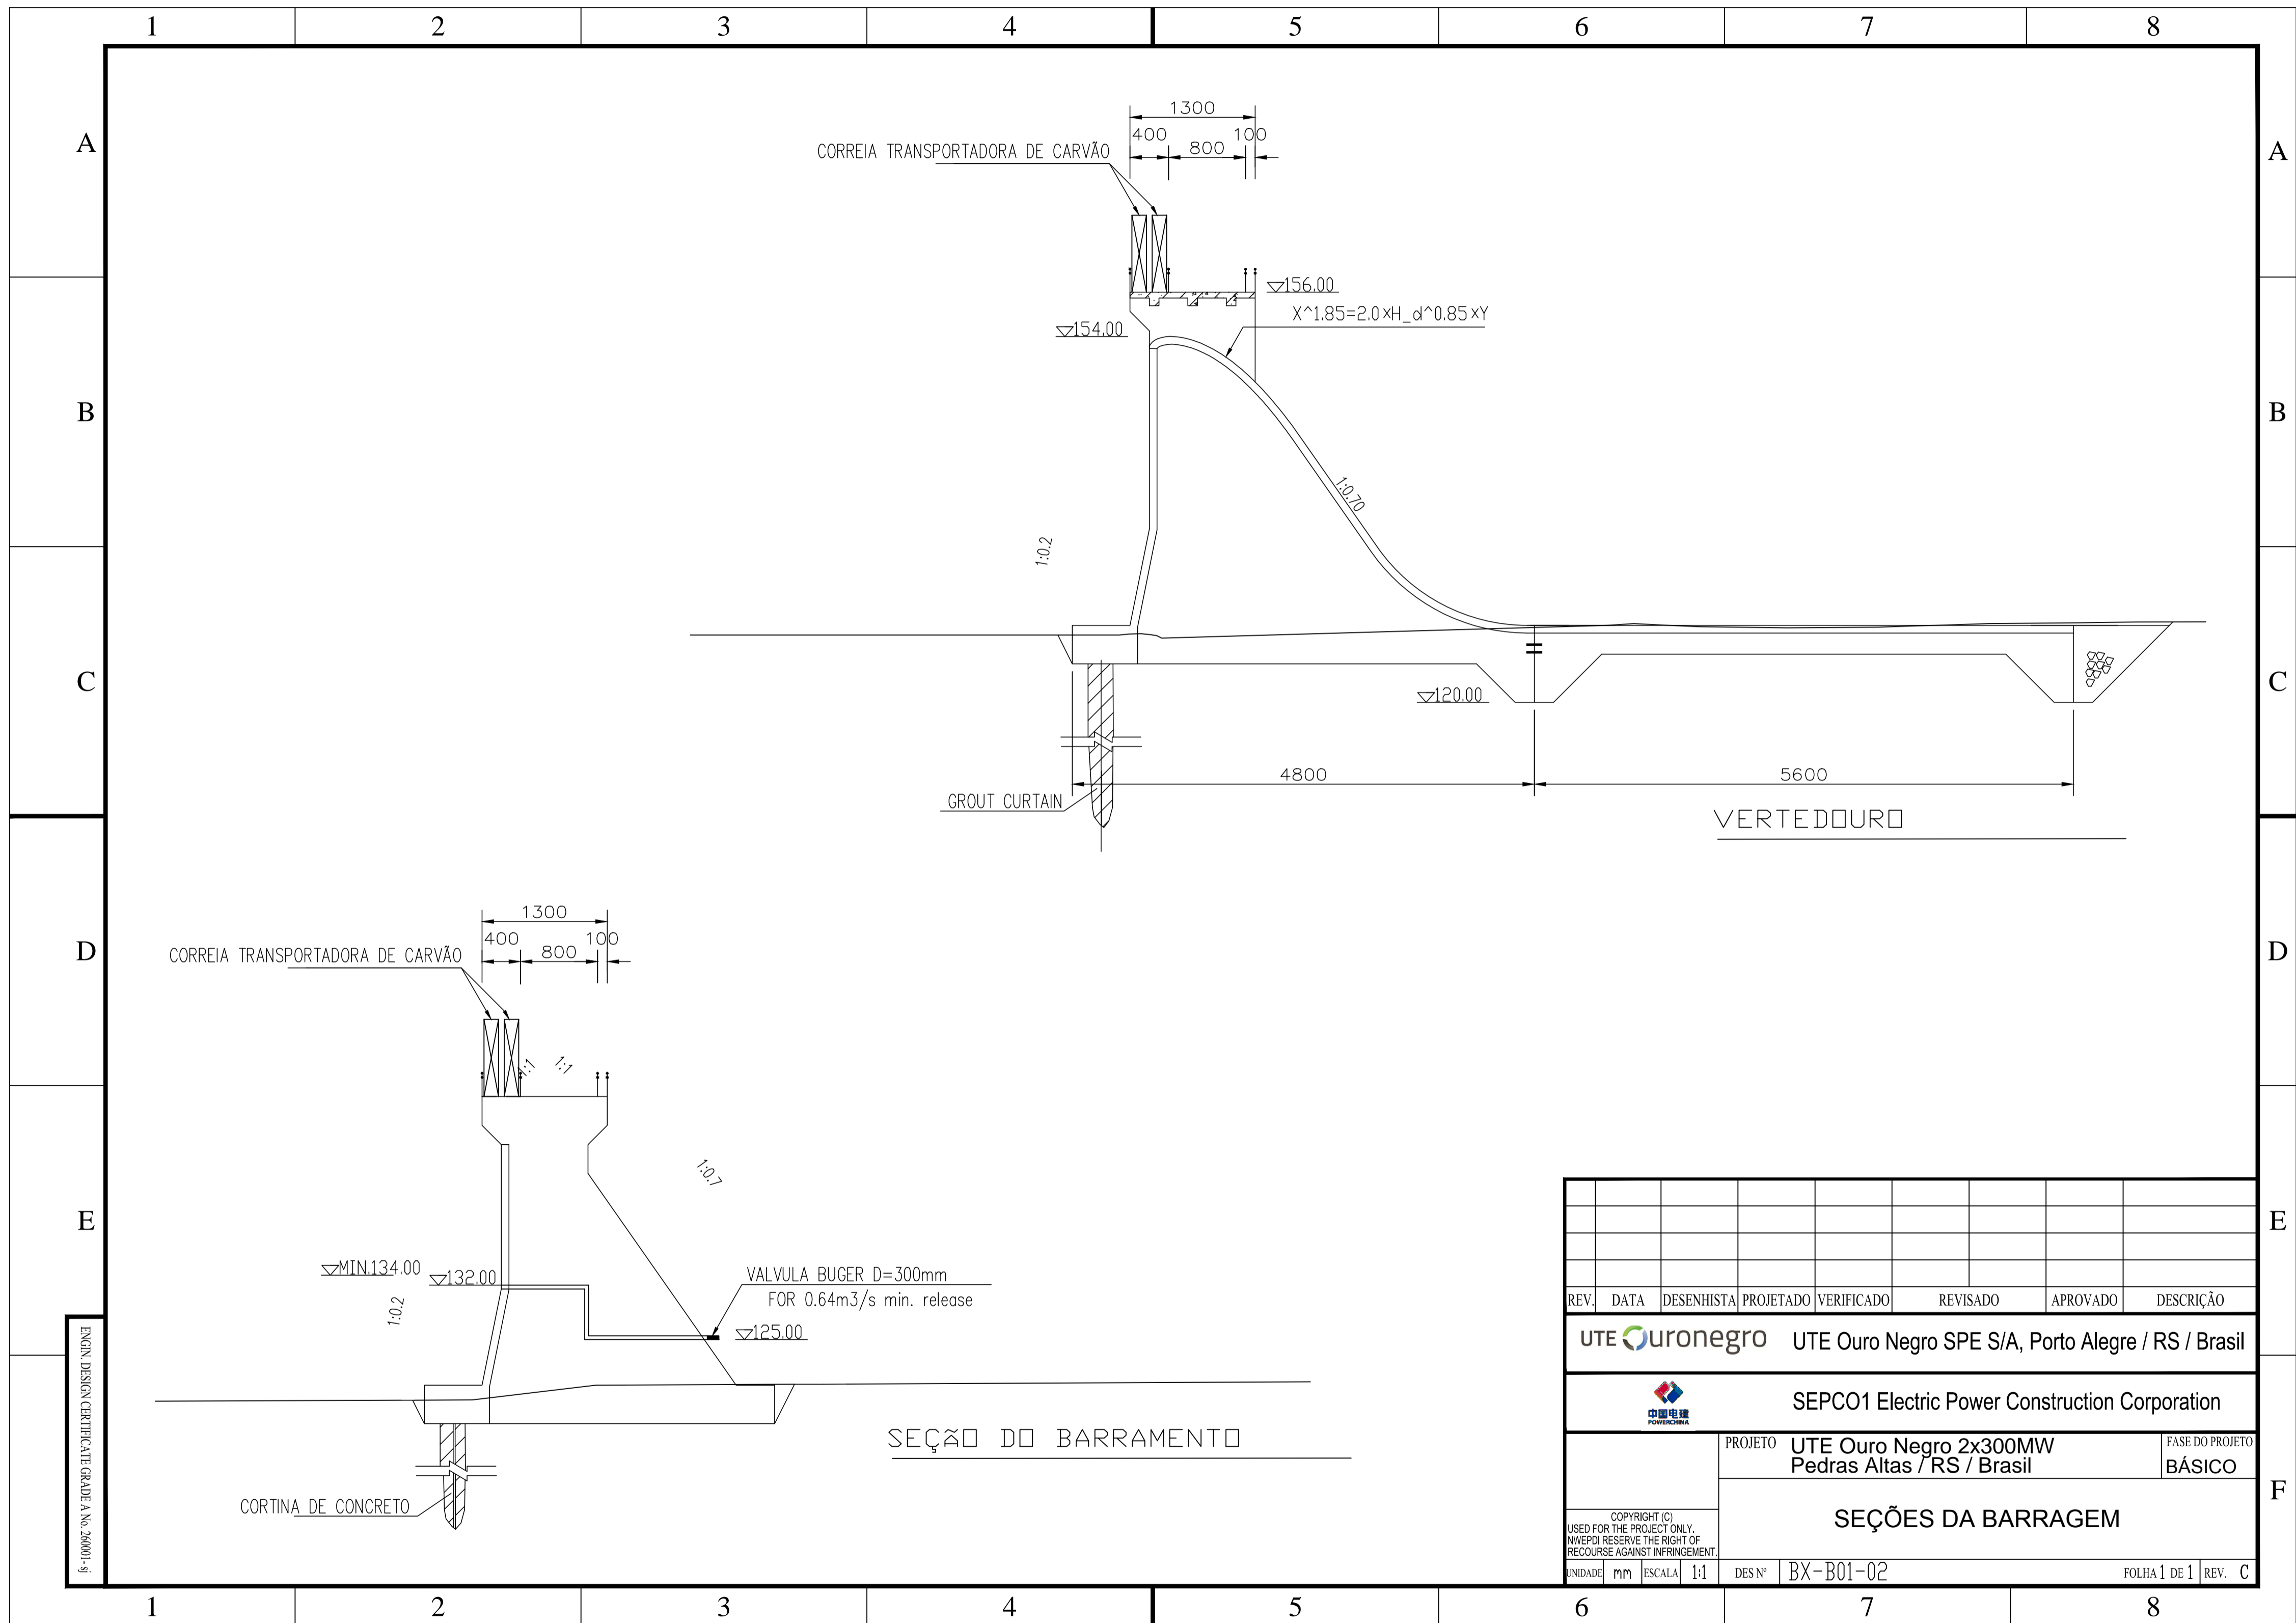 1 2 3 4 5 6 7 8
A
A
B
B
C
C
D
D
E
E
F
F
1300
400
100
800
CORREIA TRANSPORTADORA DE CARVÃO
156.00
X^1.85=2.0xH_d^0.85xY
154.00
1:0.70
1:0.2
120.00
4800
5600
GROUT CURTAIN
VERTEDOURO
1300
400
100
800
CORREIA TRANSPORTADORA DE CARVÃO
1:1
1:1
1:0.7
MIN.134.00
132.00
1:0.2
VALVULA BUGER D=300mm
FOR 0.64m3/s min. release
125.00
SEÇÃO DO BARRAMENTO
CORTINA DE CONCRETO
ENGIN. DESIGN CERTIFICATE GRADE A No. 260001-sj
REV. DATA DESENHISTA PROJETADO VERIFICADO REVISADO APROVADO DESCRIÇÃO
UTE Ouronegro
UTE Ouro Negro SPE S/A, Porto Alegre / RS / Brasil
中国电建
POWERCHINA
SEPCO1 Electric Power Construction Corporation
PROJETO
UTE Ouro Negro 2x300MW
Pedras Altas / RS / Brasil
FASE DO PROJETO
BÁSICO
COPYRIGHT (C)
USED FOR THE PROJECT ONLY.
NWEPDI RESERVE THE RIGHT OF
RECOURSE AGAINST INFRINGEMENT.
SEÇÕES DA BARRAGEM
UNIDADE mm ESCALA 1:1 DES Nº BX-B01-02 FOLHA 1 DE 1 REV. C
1 2 3 4 5 6 7 8